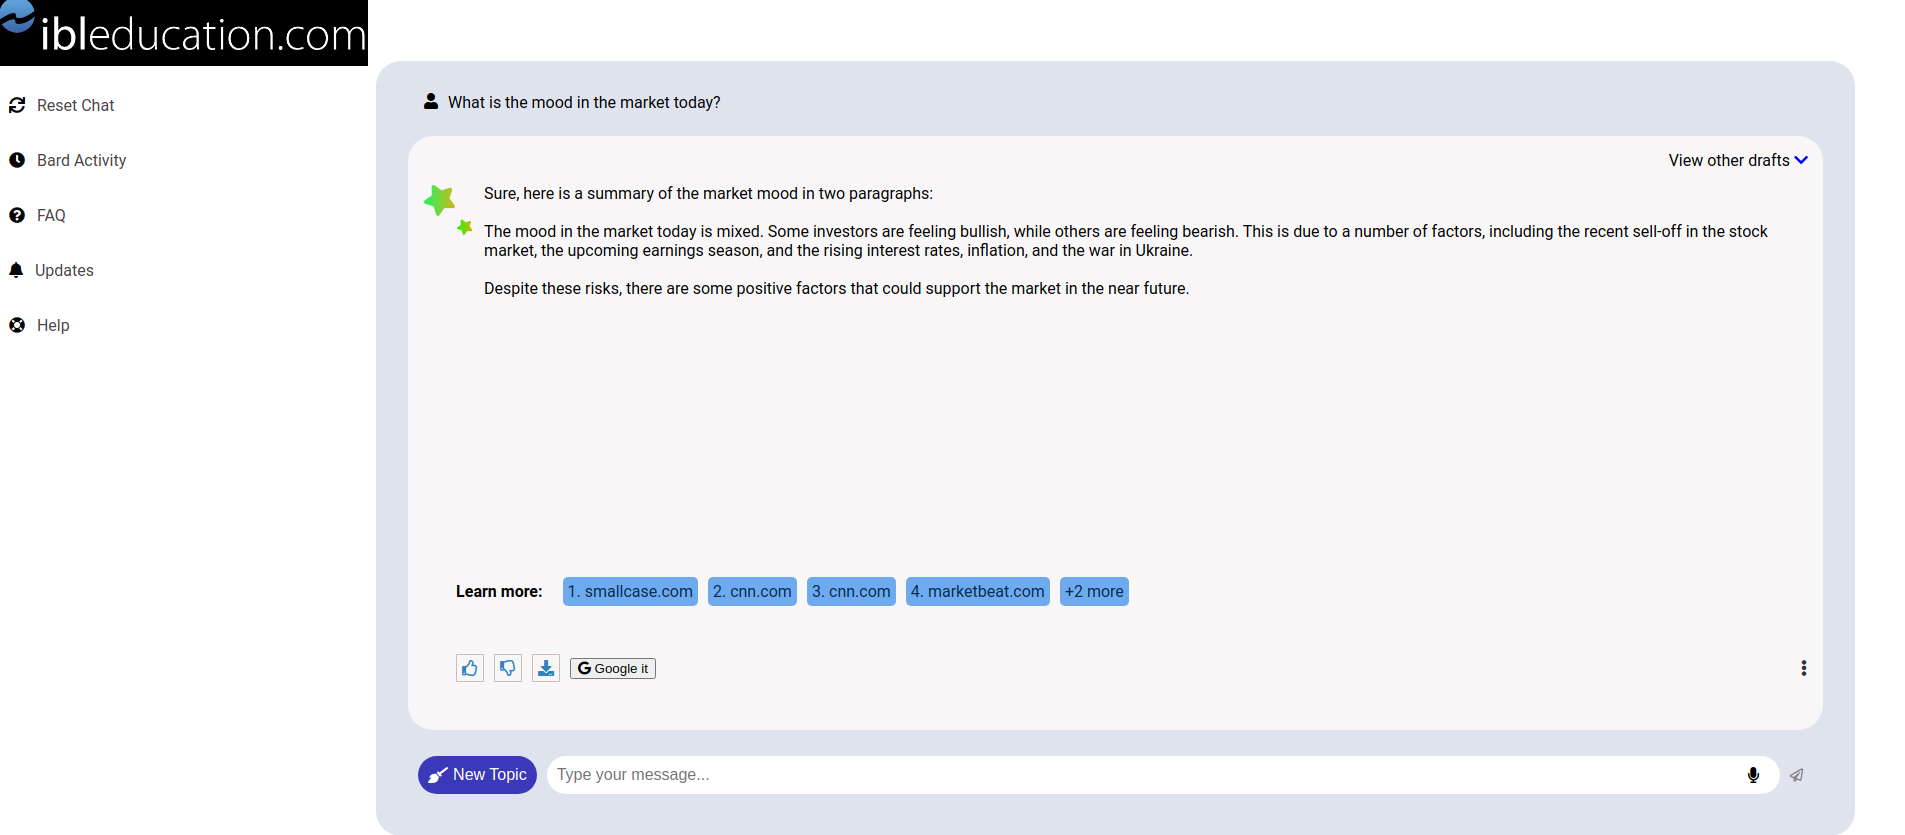 ibleducation.com
Reset Chat
Bard Activity
FAQ
Updates
Help
What is the mood in the market today?
View other drafts
Sure, here is a summary of the market mood in two paragraphs:
The mood in the market today is mixed. Some investors are feeling bullish, while others are feeling bearish. This is due to a number of factors, including the recent sell-off in the stock
market, the upcoming earnings season, and the rising interest rates, inflation, and the war in Ukraine.
Despite these risks, there are some positive factors that could support the market in the near future.
Learn more: 1. smallcase.com 2. cnn.com 3. cnn.com 4. marketbeat.com +2 more
G Google it
New Topic Type your message...